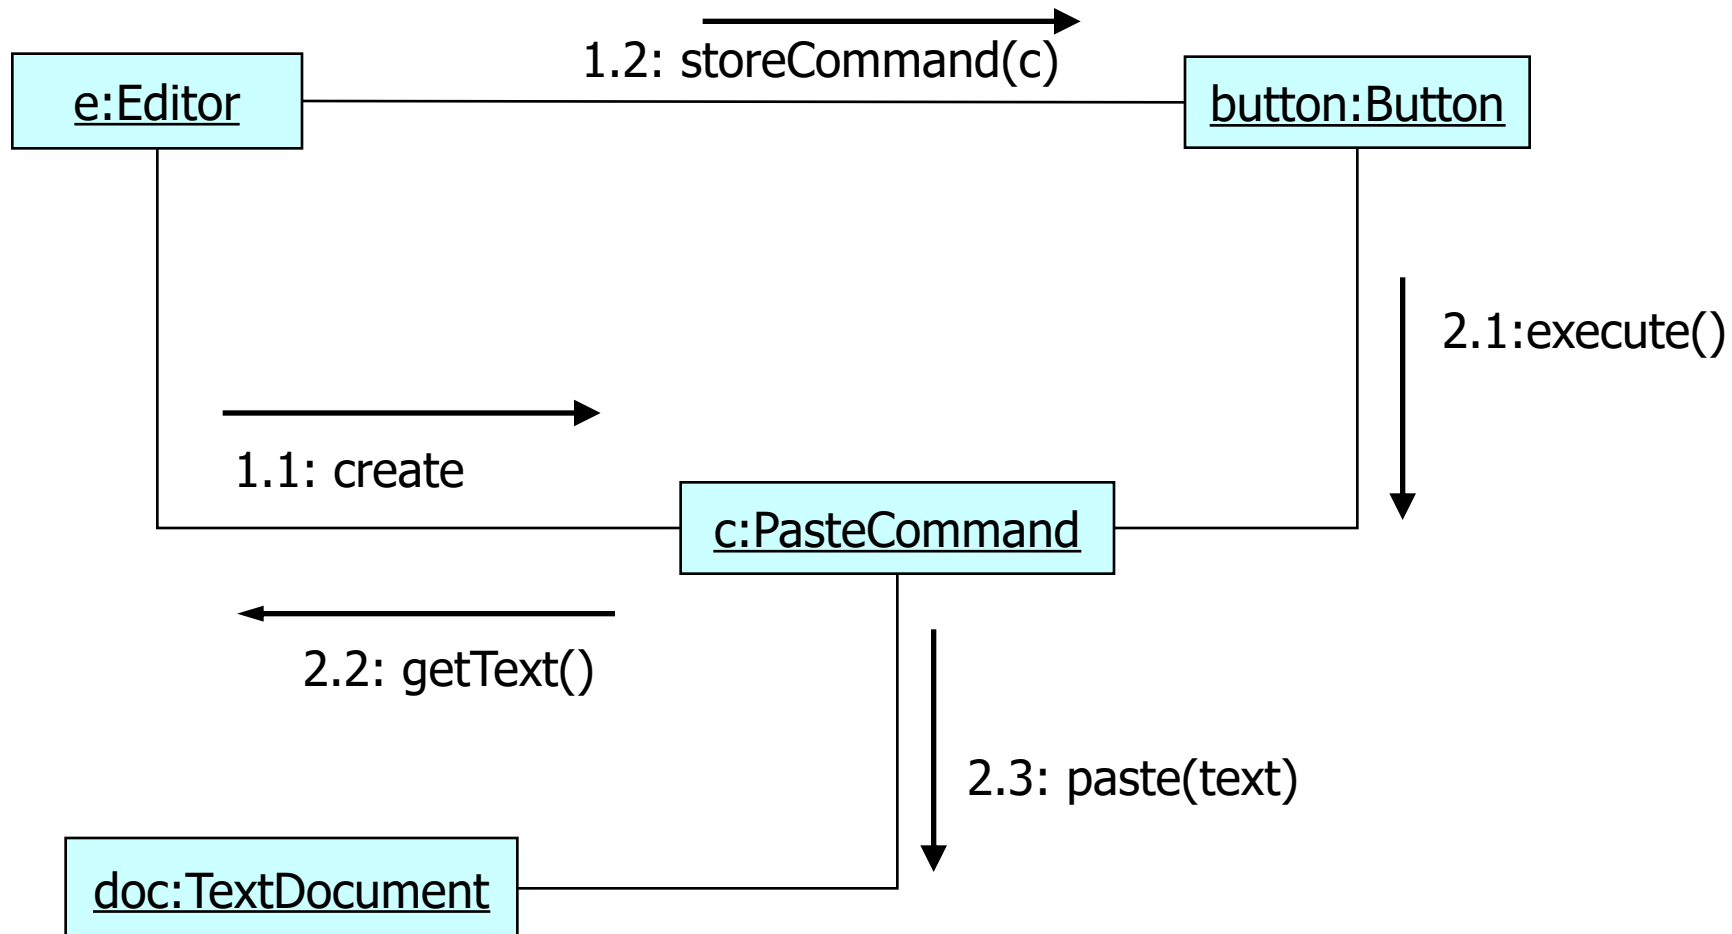 1.2: storeCommand(c)
e:Editor
button:Button
2.1:execute()
1.1: create
c:PasteCommand
2.2: getText()
2.3: paste(text)
doc:TextDocument